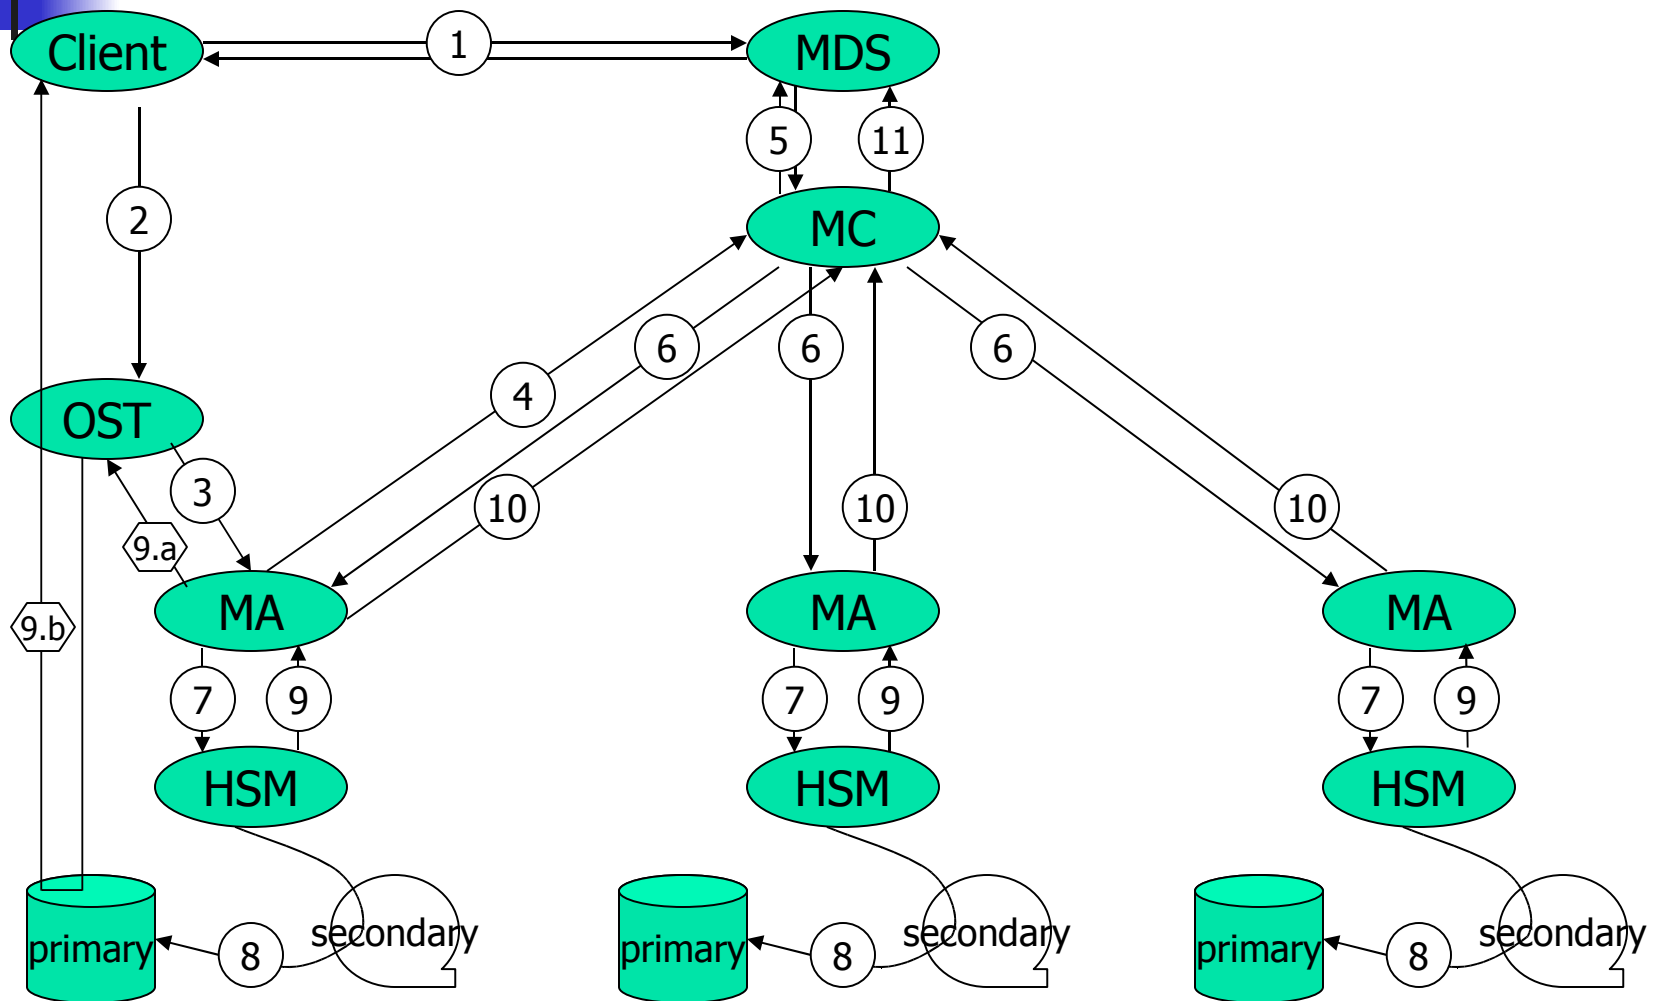 Client
1
MDS
5
11
2
MC
6
6
6
4
OST
3
10
10
10
9.a
MA
MA
MA
9.b
7
9
7
9
7
9
HSM
HSM
HSM
primary
8
secondary
primary
8
secondary
primary
8
secondary